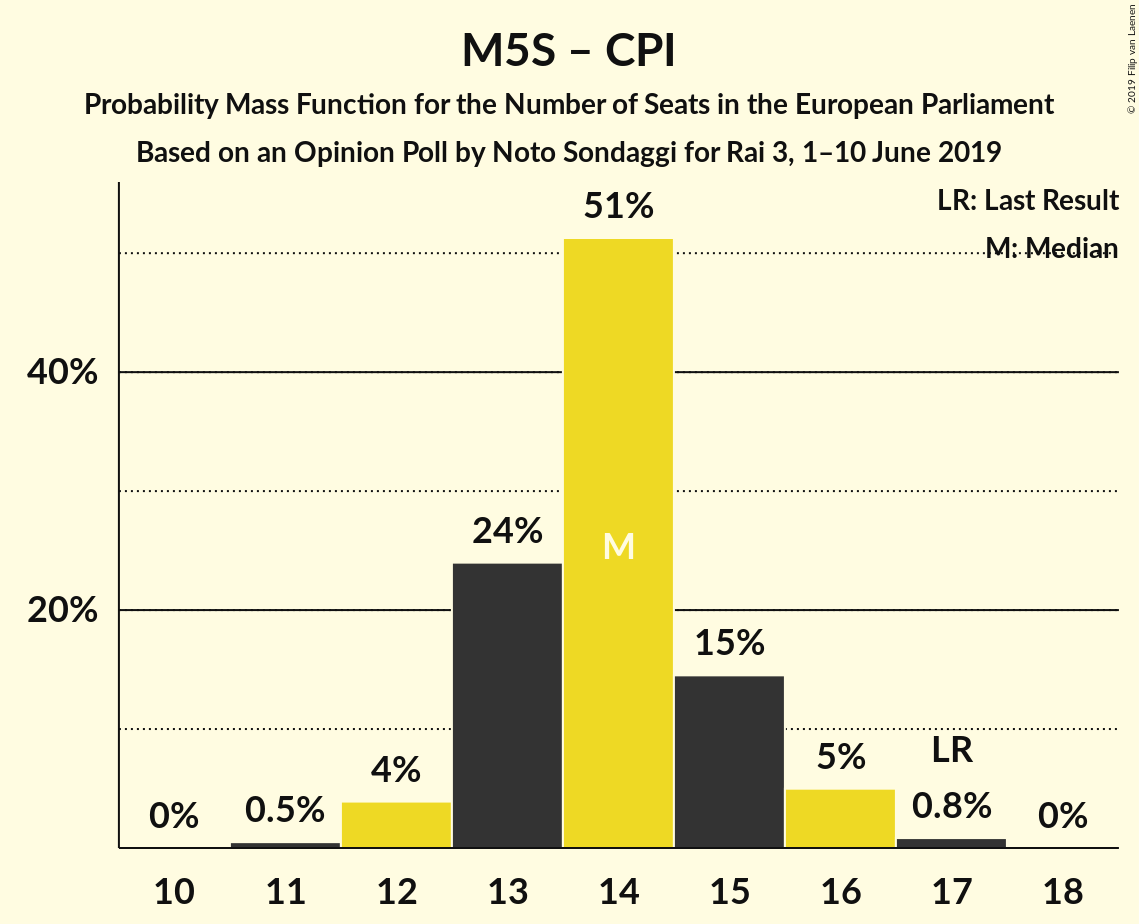 M5S – CPI
Probability Mass Function for the Number of Seats in the European Parliament
Based on an Opinion Poll by Noto Sondaggi for Rai 3, 1–10 June 2019
© 2019 Filip van Laenen
LR: Last Result
M: Median
51%
40%
24%
M
20%
15%
LR
5%
4%
0.8%
0.5%
0%
0%
10 11 12 13 14 15 16 17 18